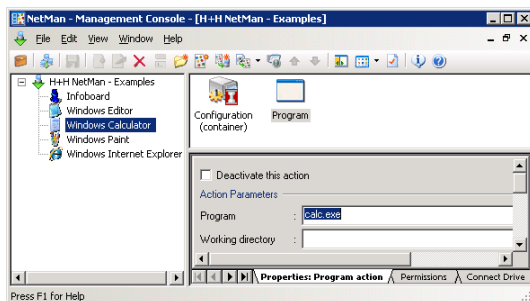 NetMan - Management Console - [H+H NetMan - Examples]
File Edit View Window Help
H+H NetMan - Examples
Infoboard
Windows Editor
Windows Calculator
Windows Paint
Windows Internet Explorer
Configuration
(container)
Program
Deactivate this action
Action Parameters
Program : calc.exe
Working directory :
Properties: Program action Permissions Connect Drive
Press F1 for Help